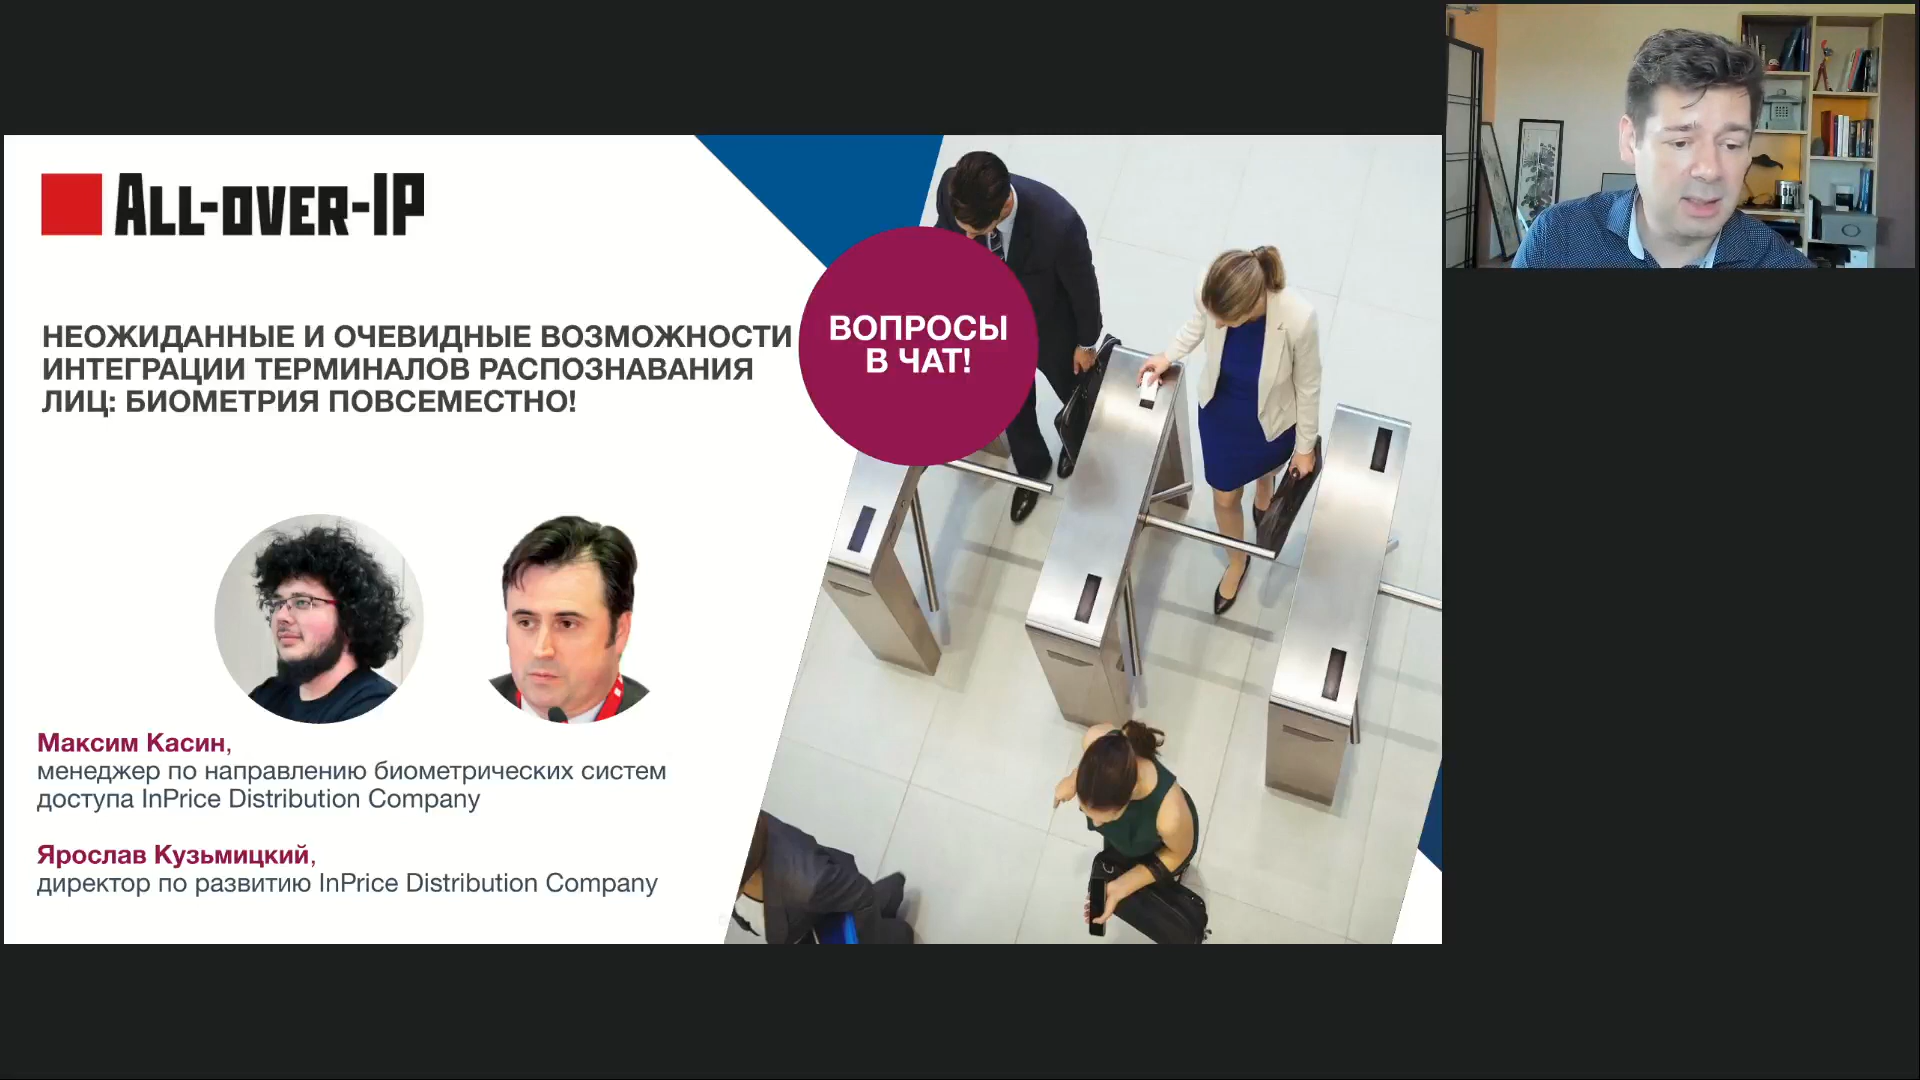 ALL-OVER-IP
НЕОЖИДАННЫЕ И ОЧЕВИДНЫЕ ВОЗМОЖНОСТИ
ИНТЕГРАЦИИ ТЕРМИНАЛОВ РАСПОЗНАВАНИЯ
ЛИЦ: БИОМЕТРИЯ ПОВСЕМЕСТНО!
ВОПРОСЫ
В ЧАТ!
Максим Касин,
менеджер по направлению биометрических систем
доступа InPrice Distribution Company
Ярослав Кузьмицкий,
директор по развитию InPrice Distribution Company